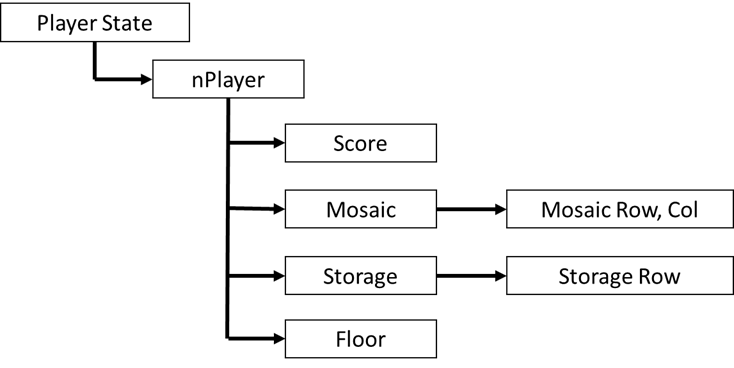 Player State
nPlayer
Score
Mosaic
Mosaic Row, Col
Storage
Storage Row
Floor